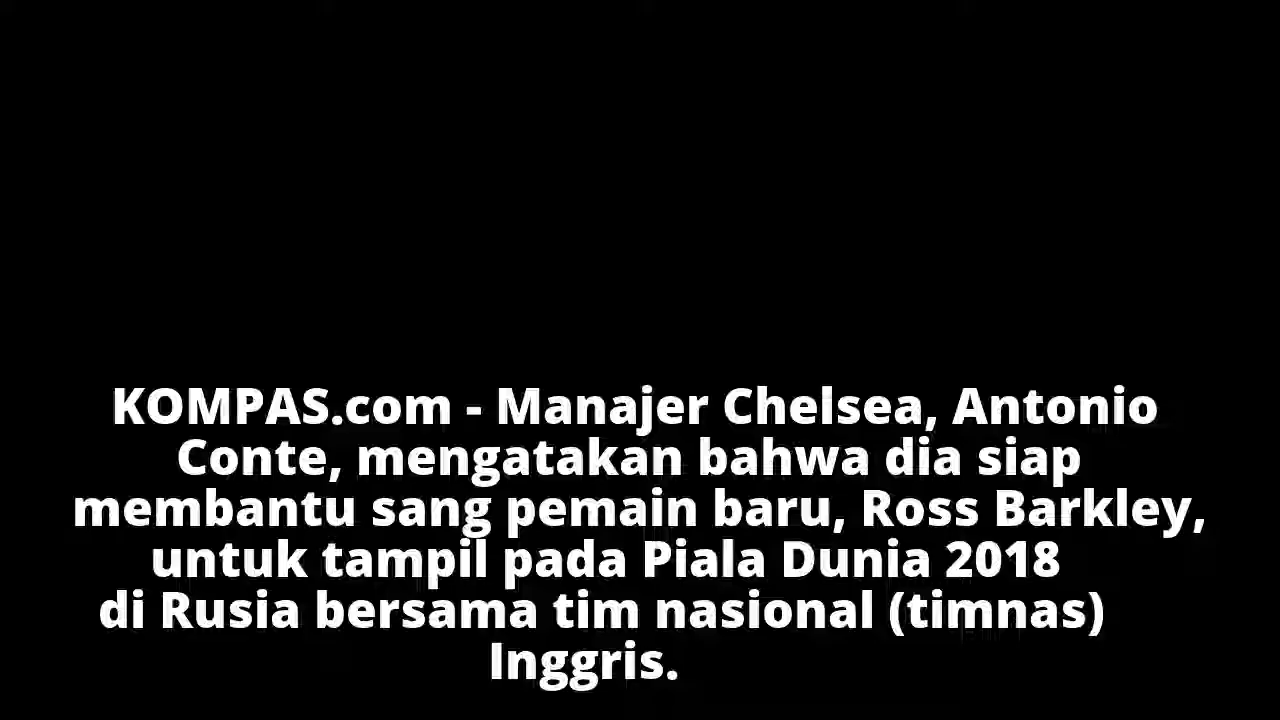 KOMPAS.com - Manajer Chelsea, Antonio
Conte, mengatakan bahwa dia siap
membantu sang pemain baru, Ross Barkley,
untuk tampil pada Piala Dunia 2018
di Rusia bersama tim nasional (timnas)
Inggris.